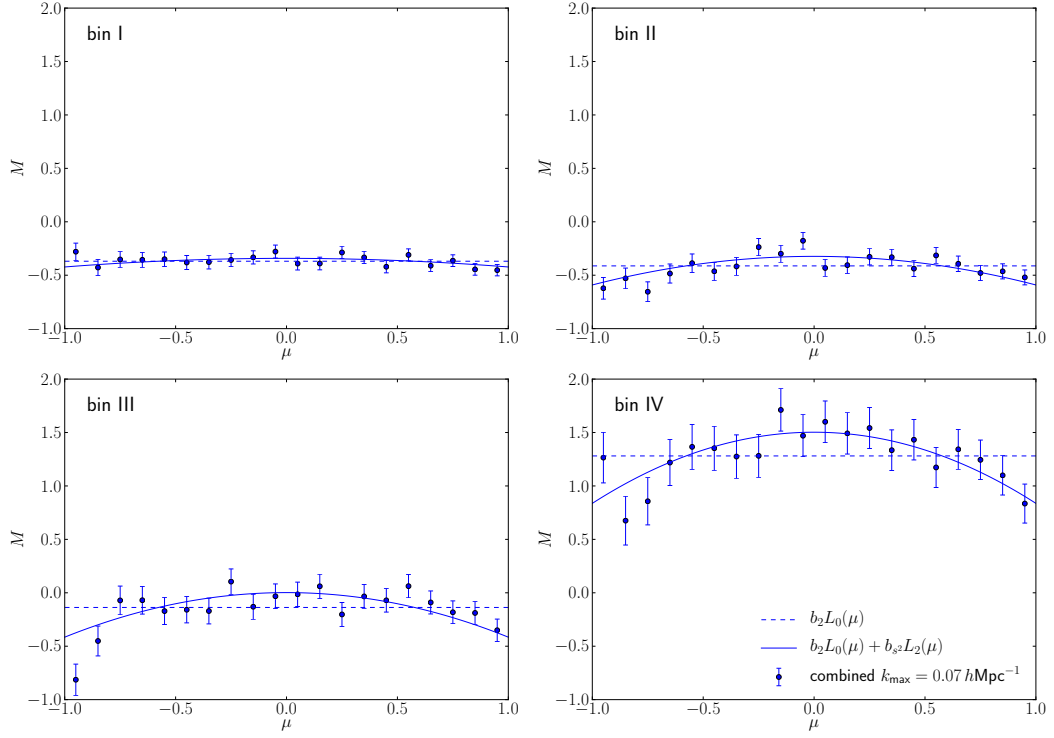 bin I
2.0
1.5
1.0
0.5
0.0
−0.5
−1.0
M
−1.0 −0.5 0.0 0.5 1.0
μ
bin II
2.0
1.5
1.0
0.5
0.0
−0.5
−1.0
M
−1.0 −0.5 0.0 0.5 1.0
μ
bin III
2.0
1.5
1.0
0.5
0.0
−0.5
−1.0
M
−1.0 −0.5 0.0 0.5 1.0
μ
bin IV
2.0
1.5
1.0
0.5
0.0
−0.5
−1.0
M
−1.0 −0.5 0.0 0.5 1.0
μ
b₂L₀(μ)
b₂L₀(μ) + b_{s²}L₂(μ)
combined k_{max} = 0.07 hMpc⁻¹